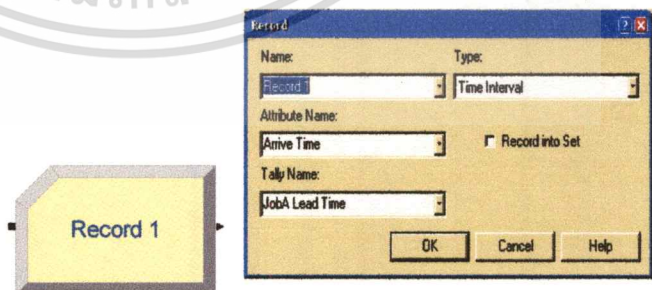 Record
Name:
Type:
Record 1
Time Interval
Attribute Name:
Arrive Time
Record into Set
Tally Name:
JobA Lead Time
OK
Cancel
Help
Record 1